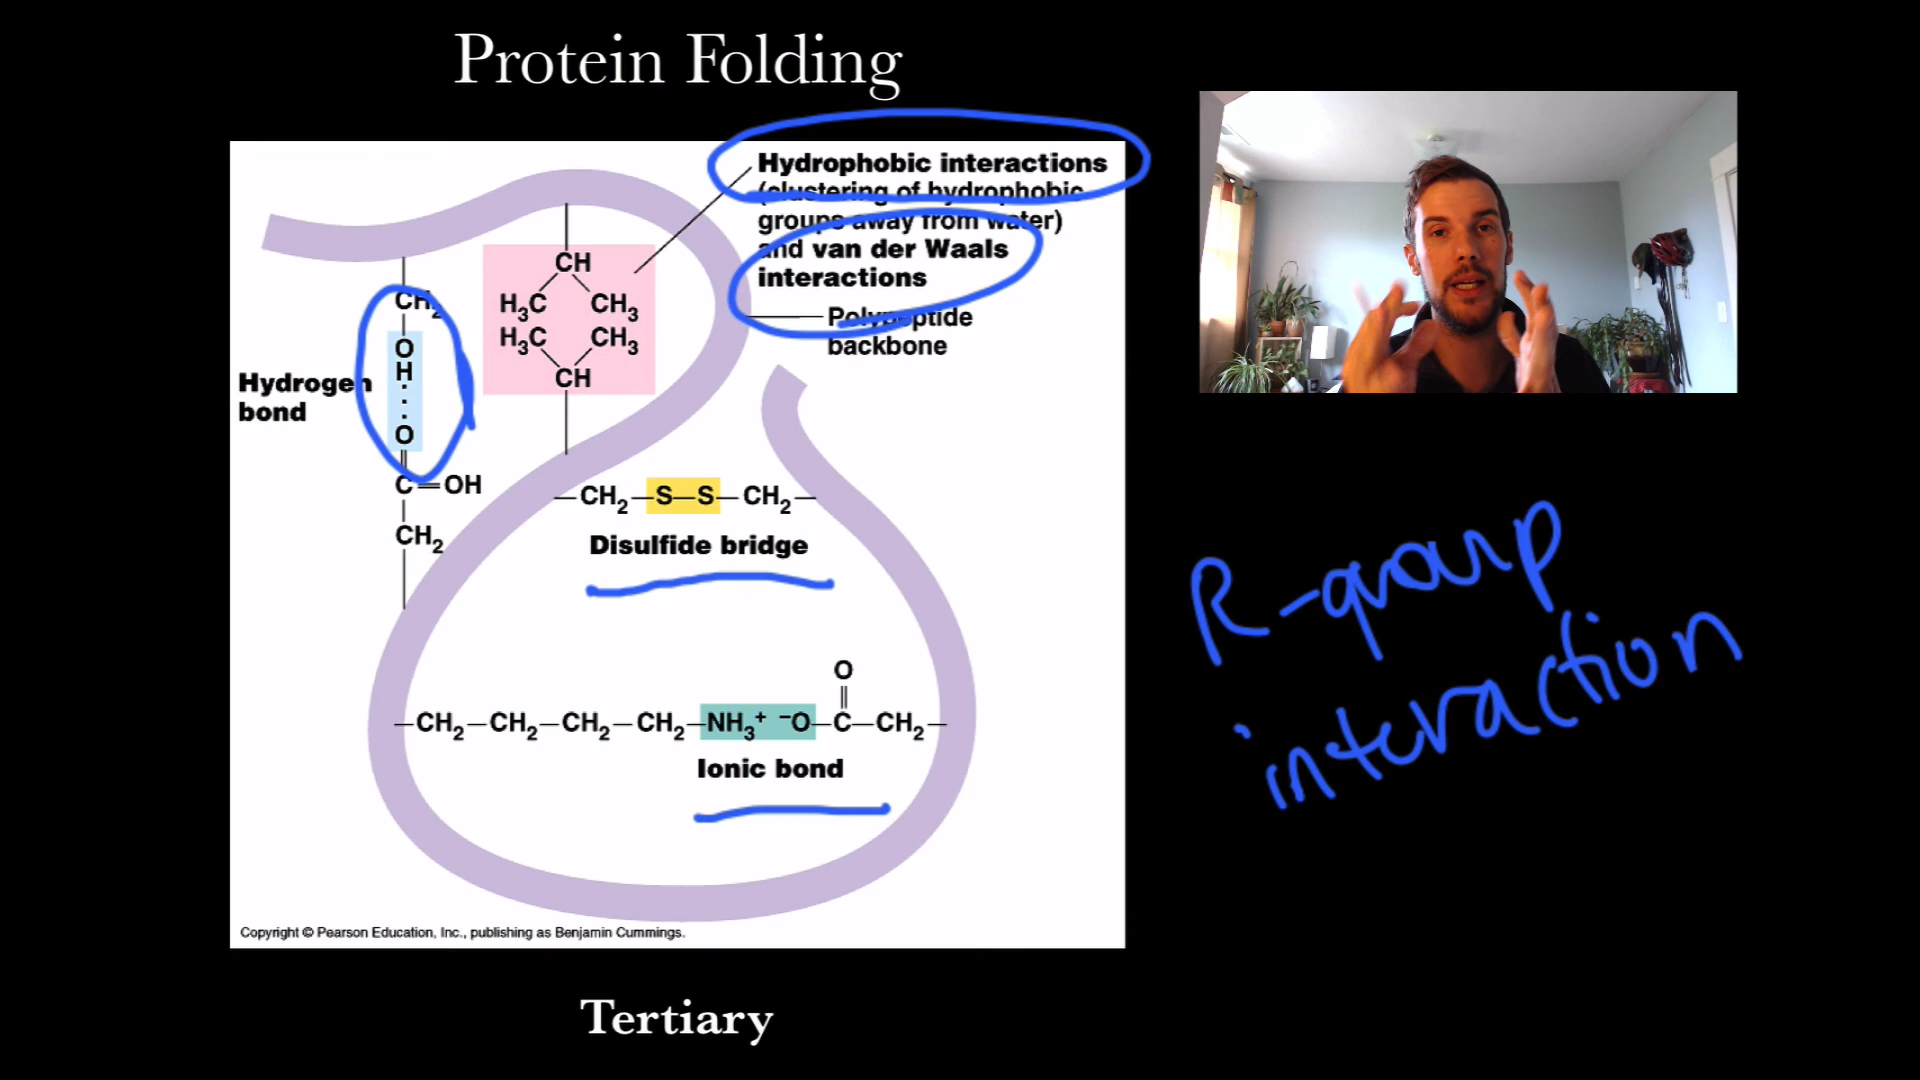 Protein Folding
Hydrophobic interactions
(clustering of hydrophobic
groups away from water)
and van der Waals
interactions
Polypeptide
backbone
CH
H3C CH3
H3C CH3
CH
CH2
O
H
O
C=OH
CH2
Hydrogen
bond
—CH2—S—S—CH2—
Disulfide bridge
O
—CH2—CH2—CH2—CH2—NH3+ −O—C—CH2—
Ionic bond
Copyright © Pearson Education, Inc., publishing as Benjamin Cummings.
Tertiary
R-group
interaction